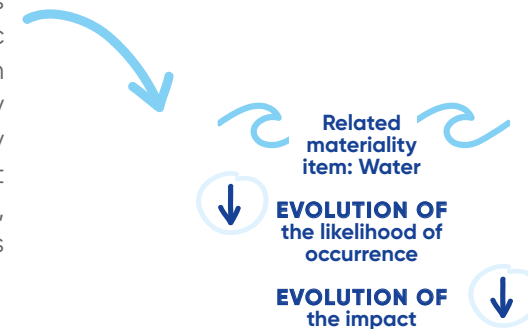 Related
materiality
item: Water
EVOLUTION OF
the likelihood of
occurrence
EVOLUTION OF
the impact